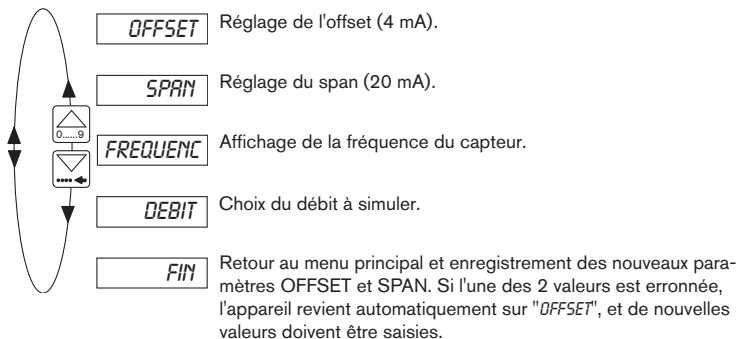 OFFSET Réglage de l'offset (4 mA).
SPAN Réglage du span (20 mA).
0......9
FREQUENC Affichage de la fréquence du capteur.
DEBIT Choix du débit à simuler.
FIN Retour au menu principal et enregistrement des nouveaux para-
mètres OFFSET et SPAN. Si l'une des 2 valeurs est erronnée,
l'appareil revient automatiquement sur "OFFSET", et de nouvelles
valeurs doivent être saisies.